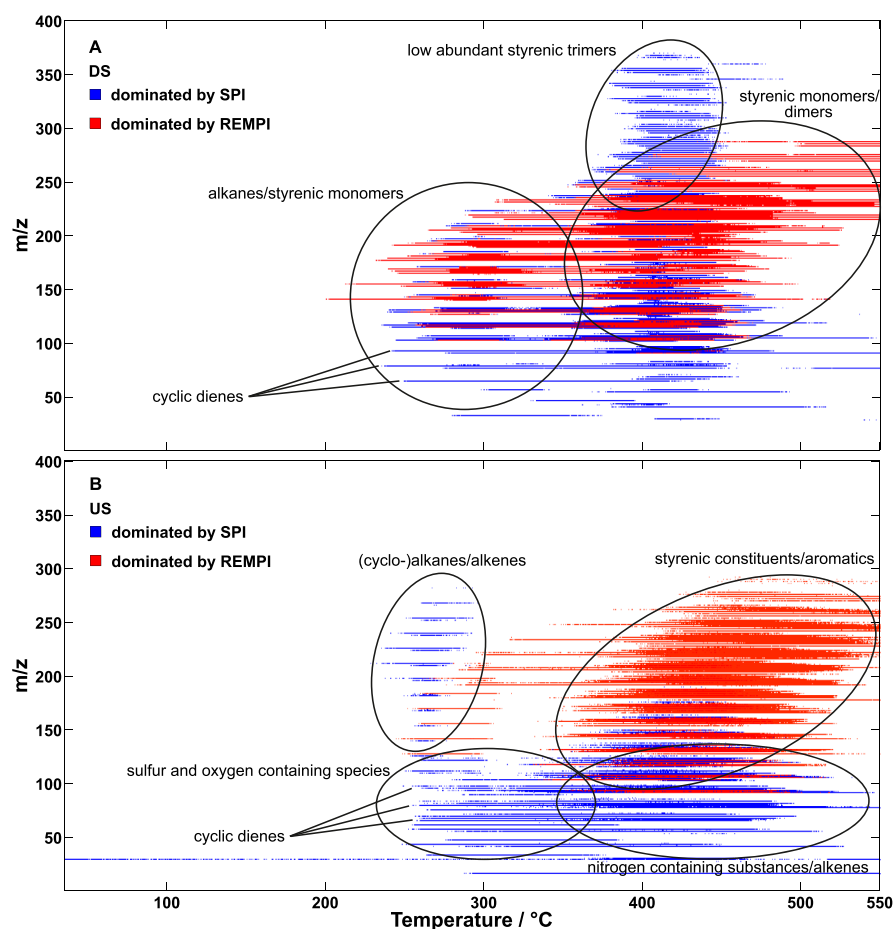 400
A
low abundant styrenic trimers
DS
350
dominated by SPI
styrenic monomers/
dimers
dominated by REMPI
300
250
alkanes/styrenic monomers
m/z
200
150
100
cyclic dienes
50
400
B
US
350
dominated by SPI
(cyclo-)alkanes/alkenes
styrenic constituents/aromatics
dominated by REMPI
300
250
m/z
200
150
sulfur and oxygen containing species
100
cyclic dienes
50
nitrogen containing substances/alkenes
100 200 300 400 500 550
Temperature / °C